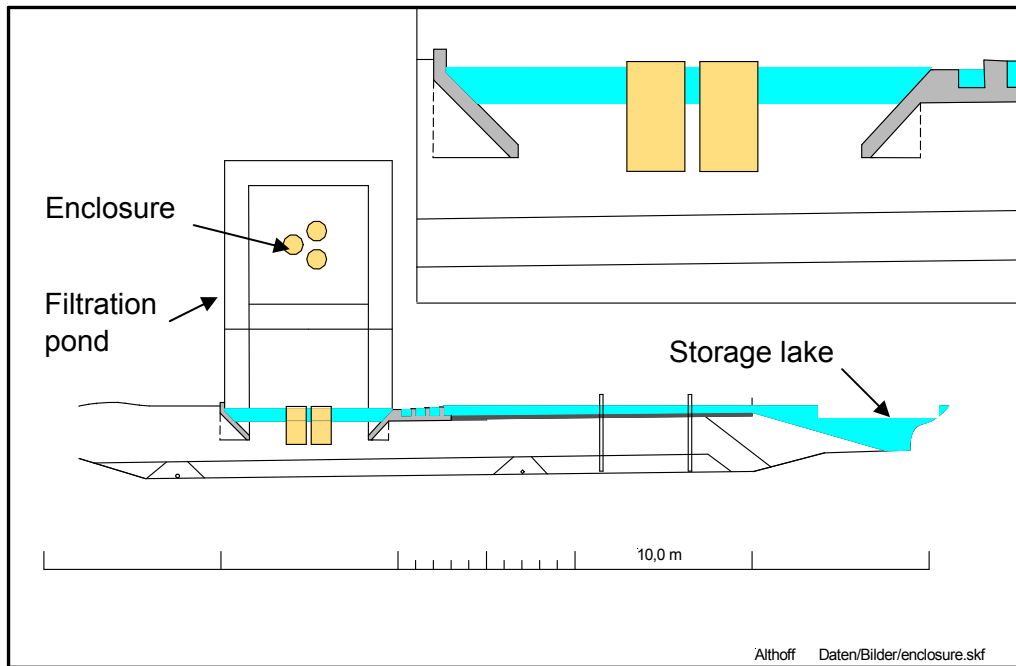 Enclosure
Filtration
pond
Storage lake
10,0 m
Althoff Daten/Bilder/enclosure.skf